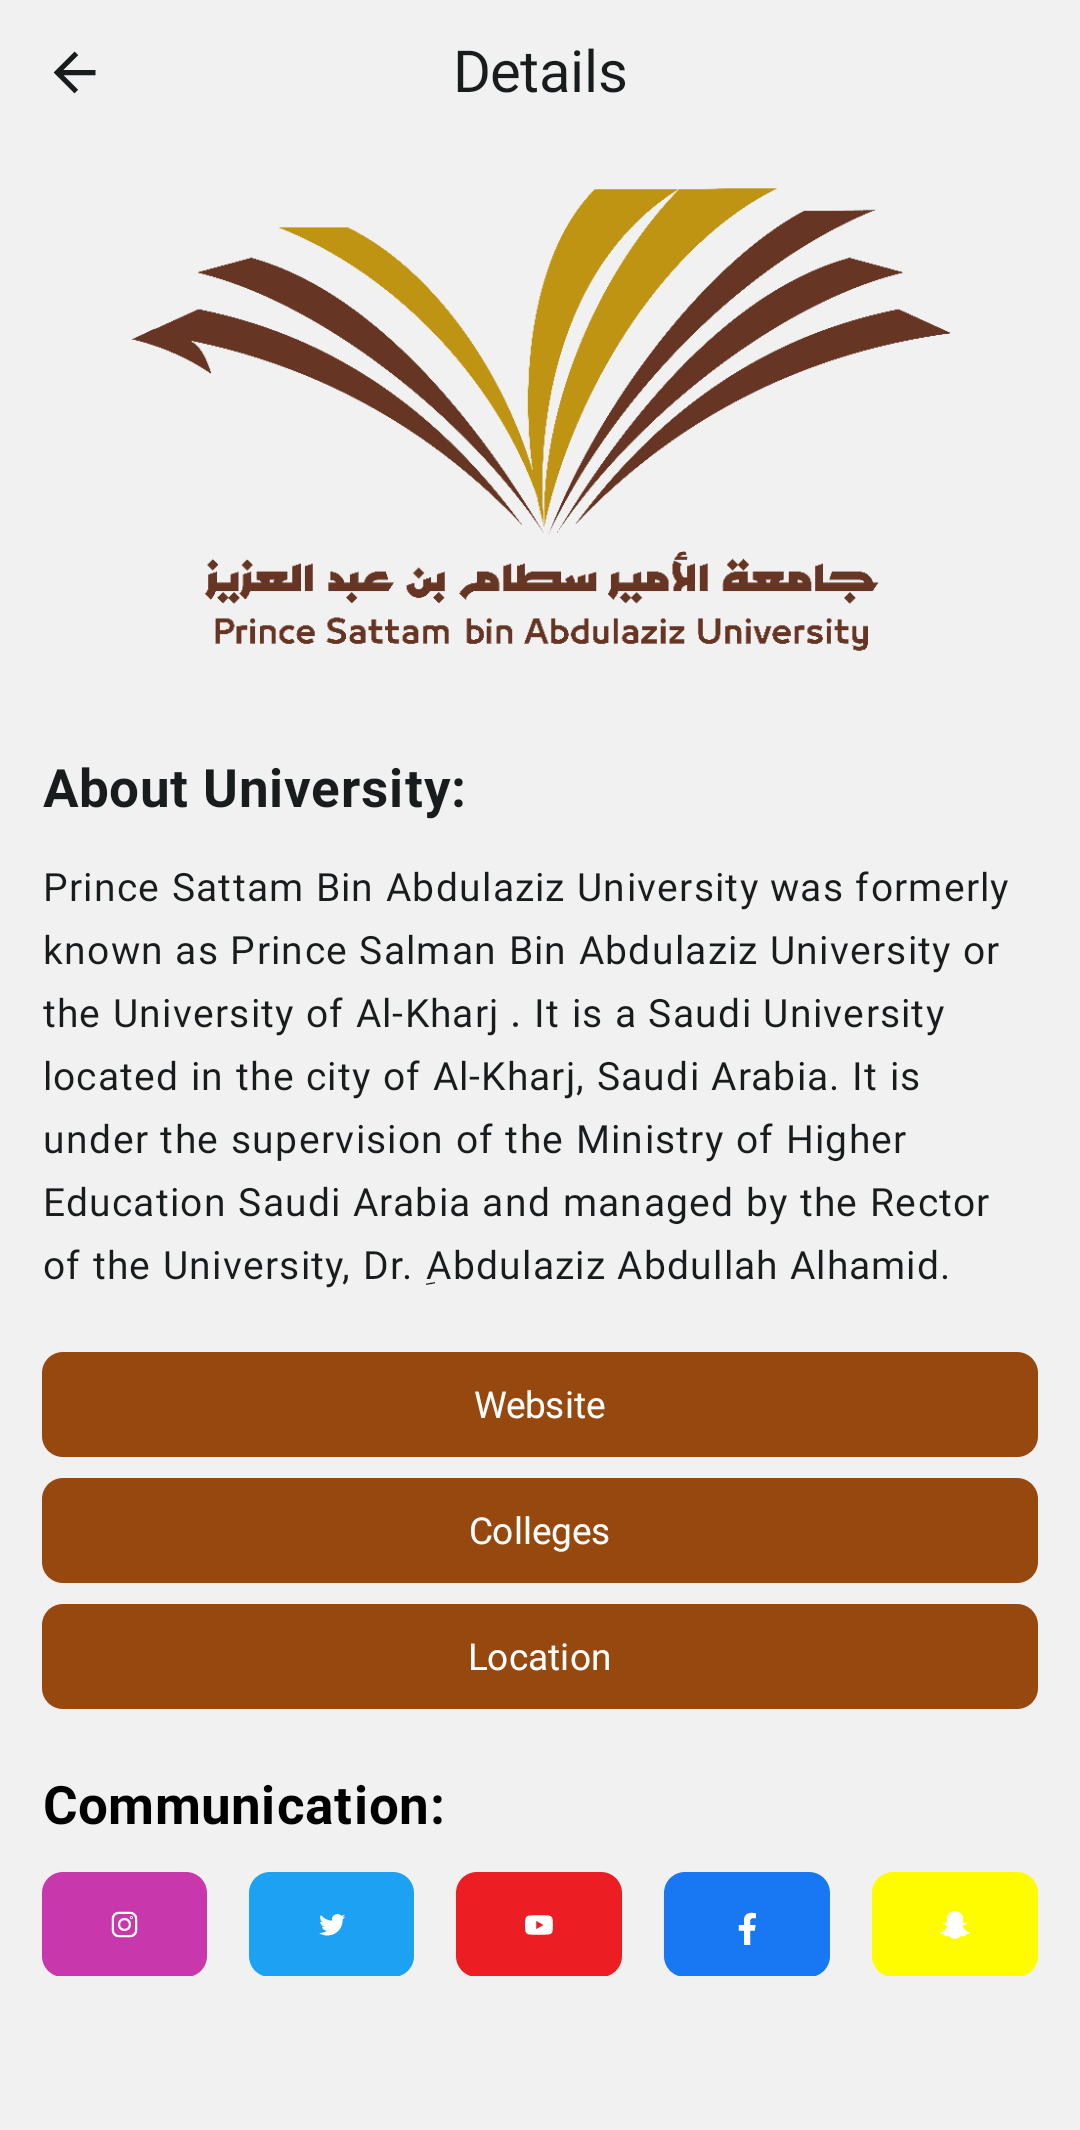 Details
جامعة الأمير سطام بن عبد العزيز
Prince Sattam bin Abdulaziz University
About University:
Prince Sattam Bin Abdulaziz University was formerly
known as Prince Salman Bin Abdulaziz University or
the University of Al-Kharj . It is a Saudi University
located in the city of Al-Kharj, Saudi Arabia. It is
under the supervision of the Ministry of Higher
Education Saudi Arabia and managed by the Rector
of the University, Dr. ِAbdulaziz Abdullah Alhamid.
Website
Colleges
Location
Communication: